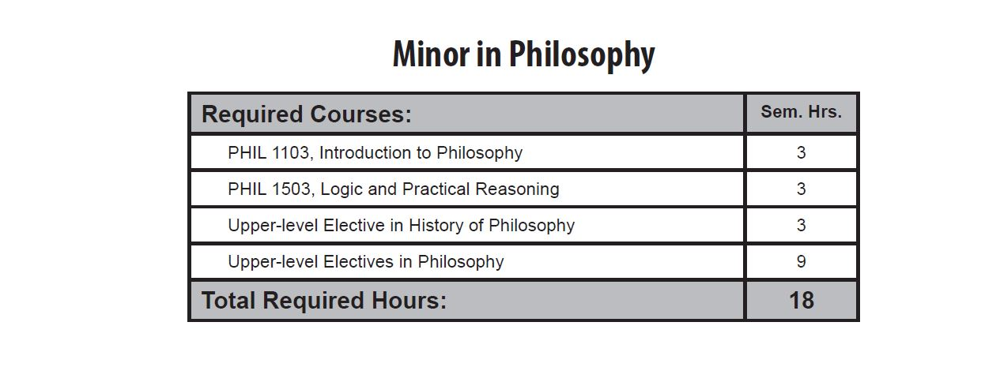 Minor in Philosophy
Required Courses: Sem. Hrs.
PHIL 1103, Introduction to Philosophy 3
PHIL 1503, Logic and Practical Reasoning 3
Upper-level Elective in History of Philosophy 3
Upper-level Electives in Philosophy 9
Total Required Hours: 18